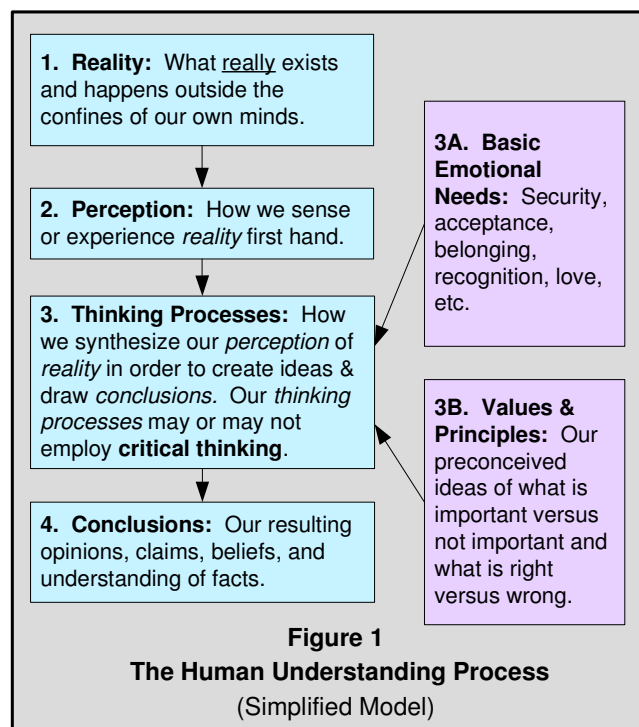 1. Reality: What really exists
and happens outside the
confines of our own minds.
2. Perception: How we sense
or experience reality first hand.
3. Thinking Processes: How
we synthesize our perception of
reality in order to create ideas &
draw conclusions. Our thinking
processes may or may not
employ critical thinking.
4. Conclusions: Our resulting
opinions, claims, beliefs, and
understanding of facts.
3A. Basic
Emotional
Needs: Security,
acceptance,
belonging,
recognition, love,
etc.
3B. Values &
Principles: Our
preconceived
ideas of what is
important versus
not important and
what is right
versus wrong.
Figure 1
The Human Understanding Process
(Simplified Model)